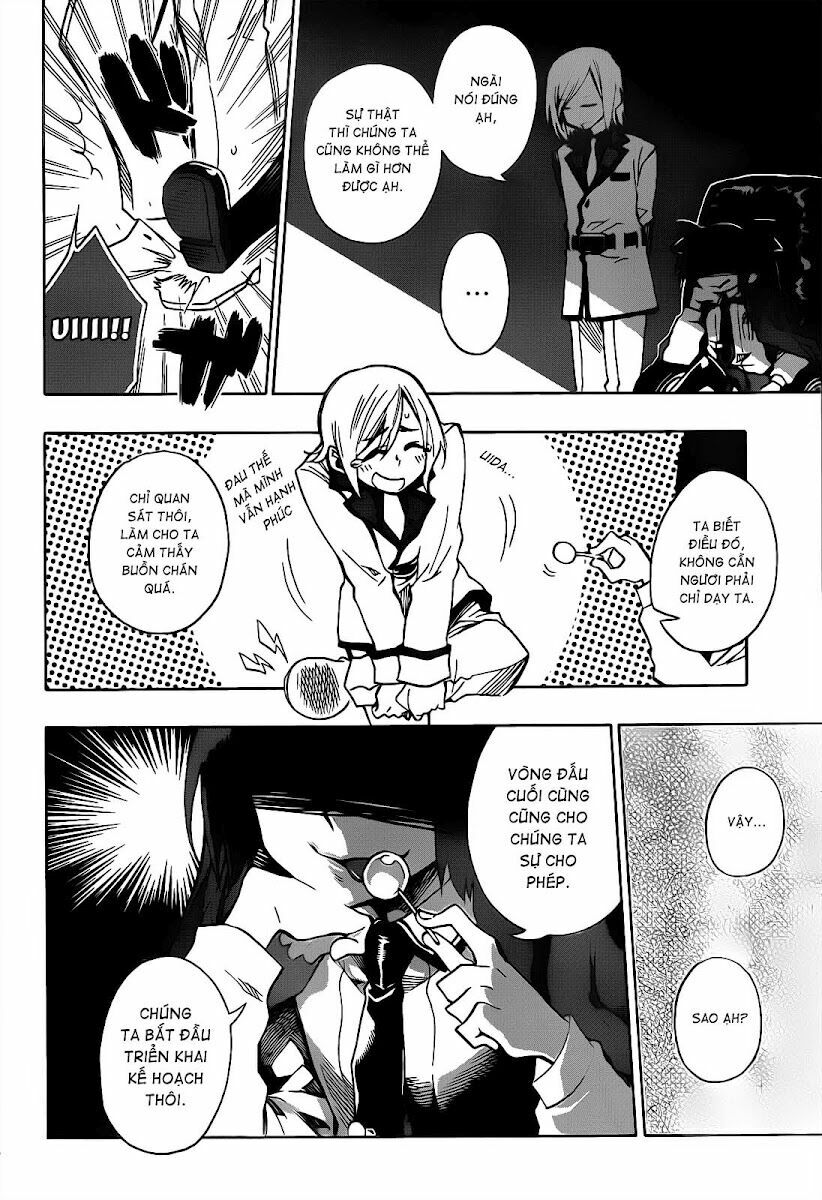 NGÀI
NÓI ĐÚNG
ẠH,
SỰ THẬT
THÌ CHÚNG TA
CŨNG KHÔNG THỂ
LÀM GÌ HƠN
ĐƯỢC ẠH.
...
UIIII!!
TA BIẾT
ĐIỀU ĐÓ,
KHÔNG CẦN
NGƯƠI PHẢI
CHỈ DẠY TA.
UIDA...
ĐAU THẾ
MÀ MÌNH
VẪN HẠNH
PHÚC
CHỈ QUAN
SÁT THÔI,
LÀM CHO TA
CẢM THẤY
BUỒN CHÁN
QUÁ.
VẬY...
SAO ẠH?
VÒNG ĐẤU
CUỐI CÙNG
CŨNG CHO
CHÚNG TA
SỰ CHO
PHÉP.
CHÚNG
TA BẮT ĐẦU
TRIỂN KHAI
KẾ HOẠCH
THÔI.